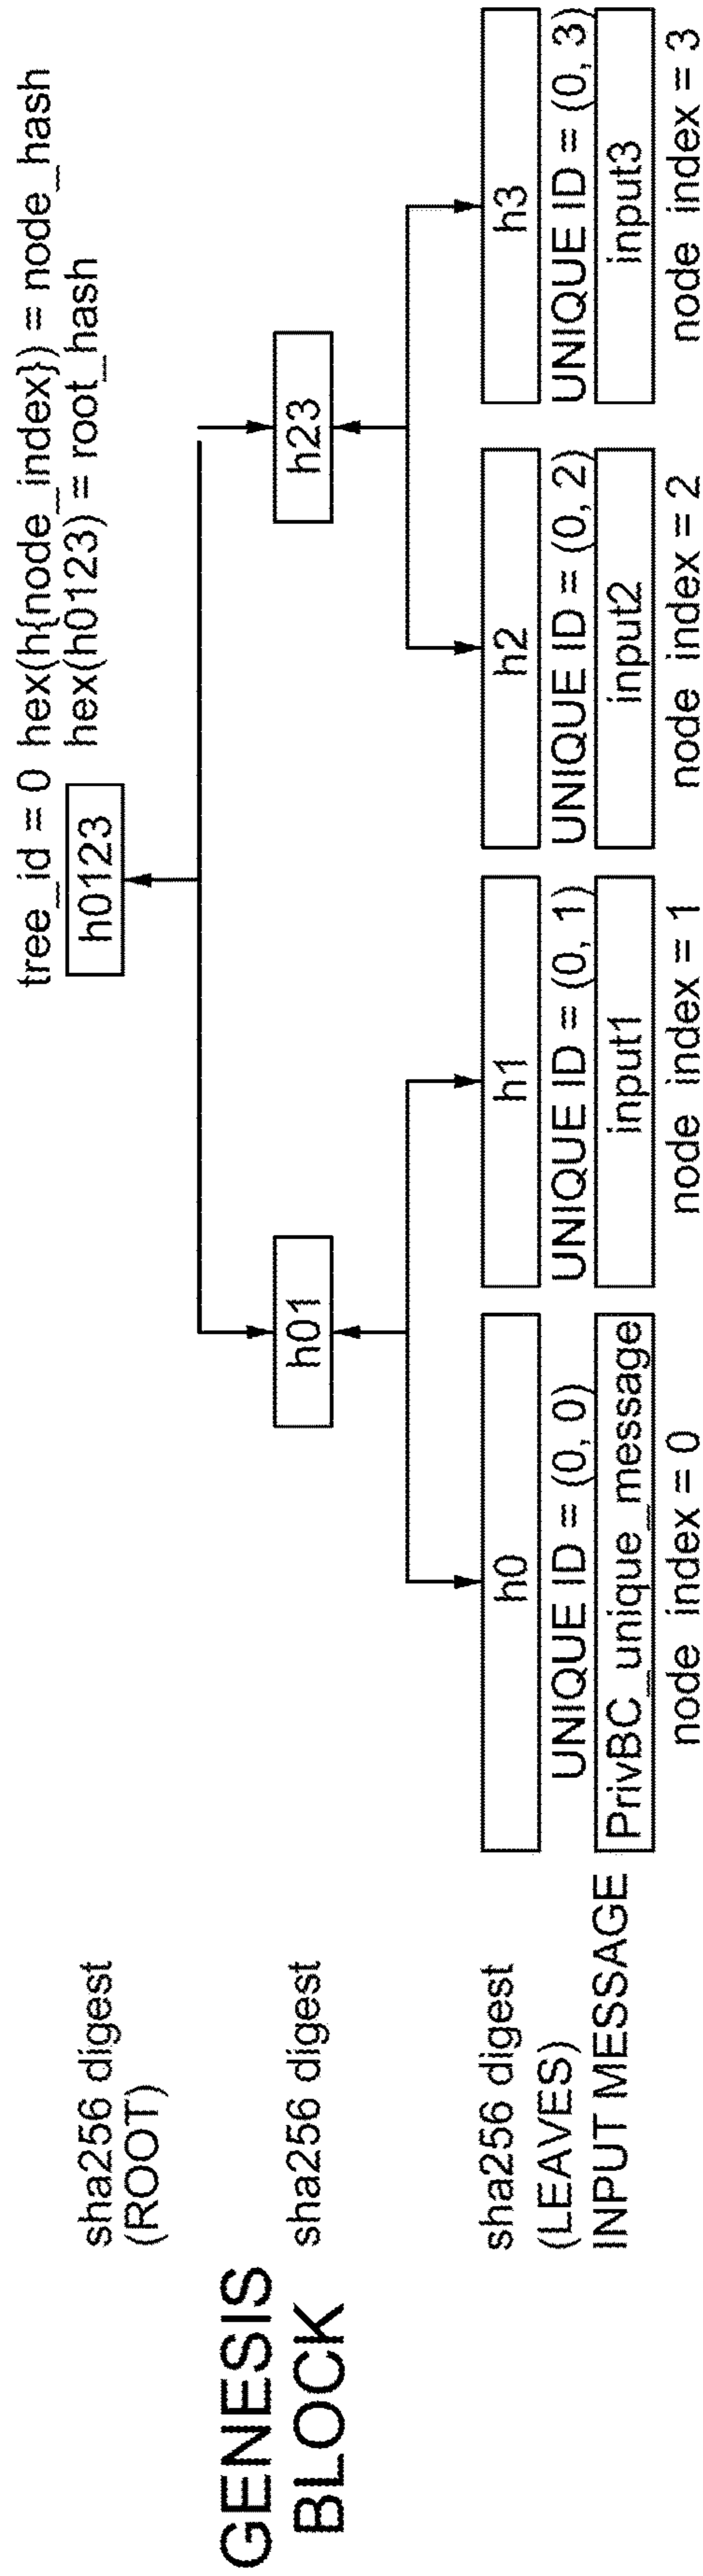 tree_id = 0 hex(h{node_index}) = node_hash
hex(h0123) = root_hash
sha256 digest
(ROOT)
h0123
GENESIS
BLOCK
sha256 digest
h01
h23
sha256 digest
(LEAVES)
h0
h1
h2
h3
UNIQUE ID = (0, 0)
UNIQUE ID = (0, 1)
UNIQUE ID = (0, 2)
UNIQUE ID = (0, 3)
INPUT MESSAGE
PrivBC_unique_message
input1
input2
input3
node index = 0
node index = 1
node index = 2
node index = 3